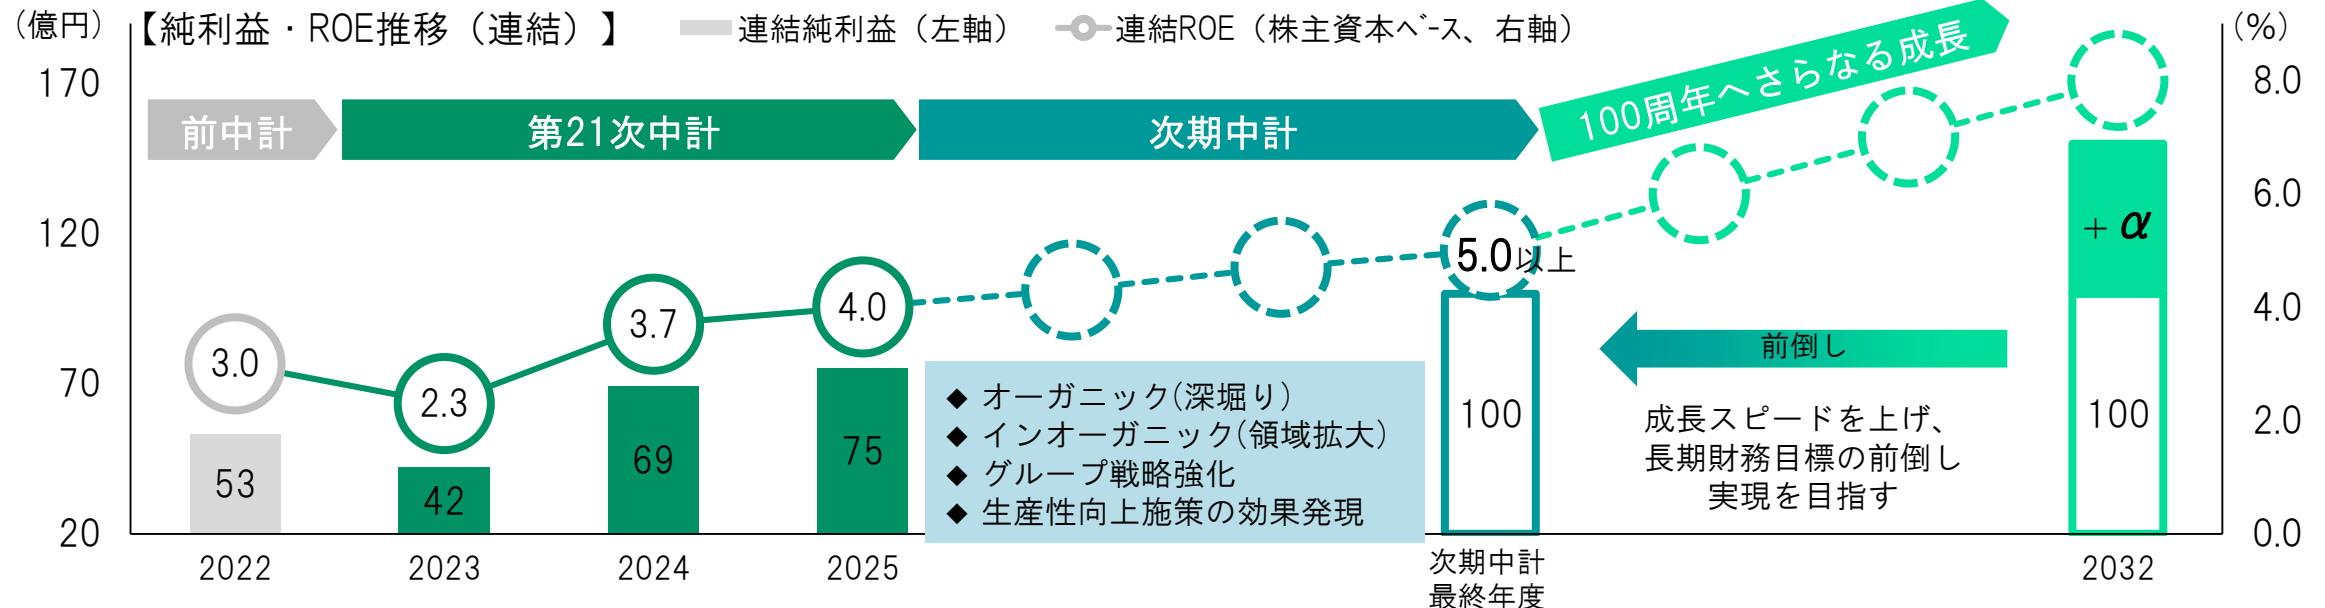 （億円）
【純利益・ROE推移（連結）】
連結純利益（左軸）
連結ROE（株主資本ﾍﾞｰｽ、右軸）
（%）
170
120
70
20
8.0
6.0
4.0
2.0
0.0
前中計
第21次中計
次期中計
100周年へさらなる成長
3.0
2.3
3.7
4.0
5.0以上
53
42
69
75
100
+α
100
◆ オーガニック(深堀り)
◆ インオーガニック(領域拡大)
◆ グループ戦略強化
◆ 生産性向上施策の効果発現
前倒し
成長スピードを上げ、
長期財務目標の前倒し
実現を目指す
2022
2023
2024
2025
次期中計
最終年度
2032